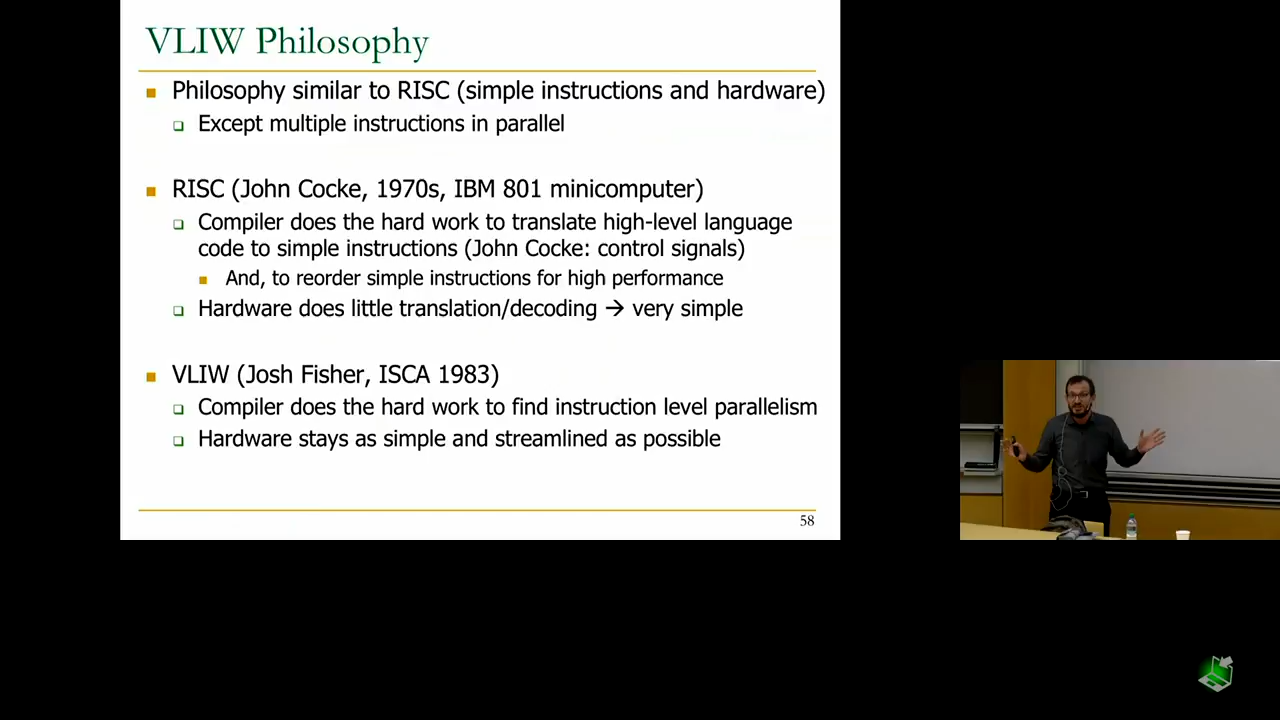 VLIW Philosophy
Philosophy similar to RISC (simple instructions and hardware)
Except multiple instructions in parallel
RISC (John Cocke, 1970s, IBM 801 minicomputer)
Compiler does the hard work to translate high-level language
code to simple instructions (John Cocke: control signals)
And, to reorder simple instructions for high performance
Hardware does little translation/decoding → very simple
VLIW (Josh Fisher, ISCA 1983)
Compiler does the hard work to find instruction level parallelism
Hardware stays as simple and streamlined as possible
58